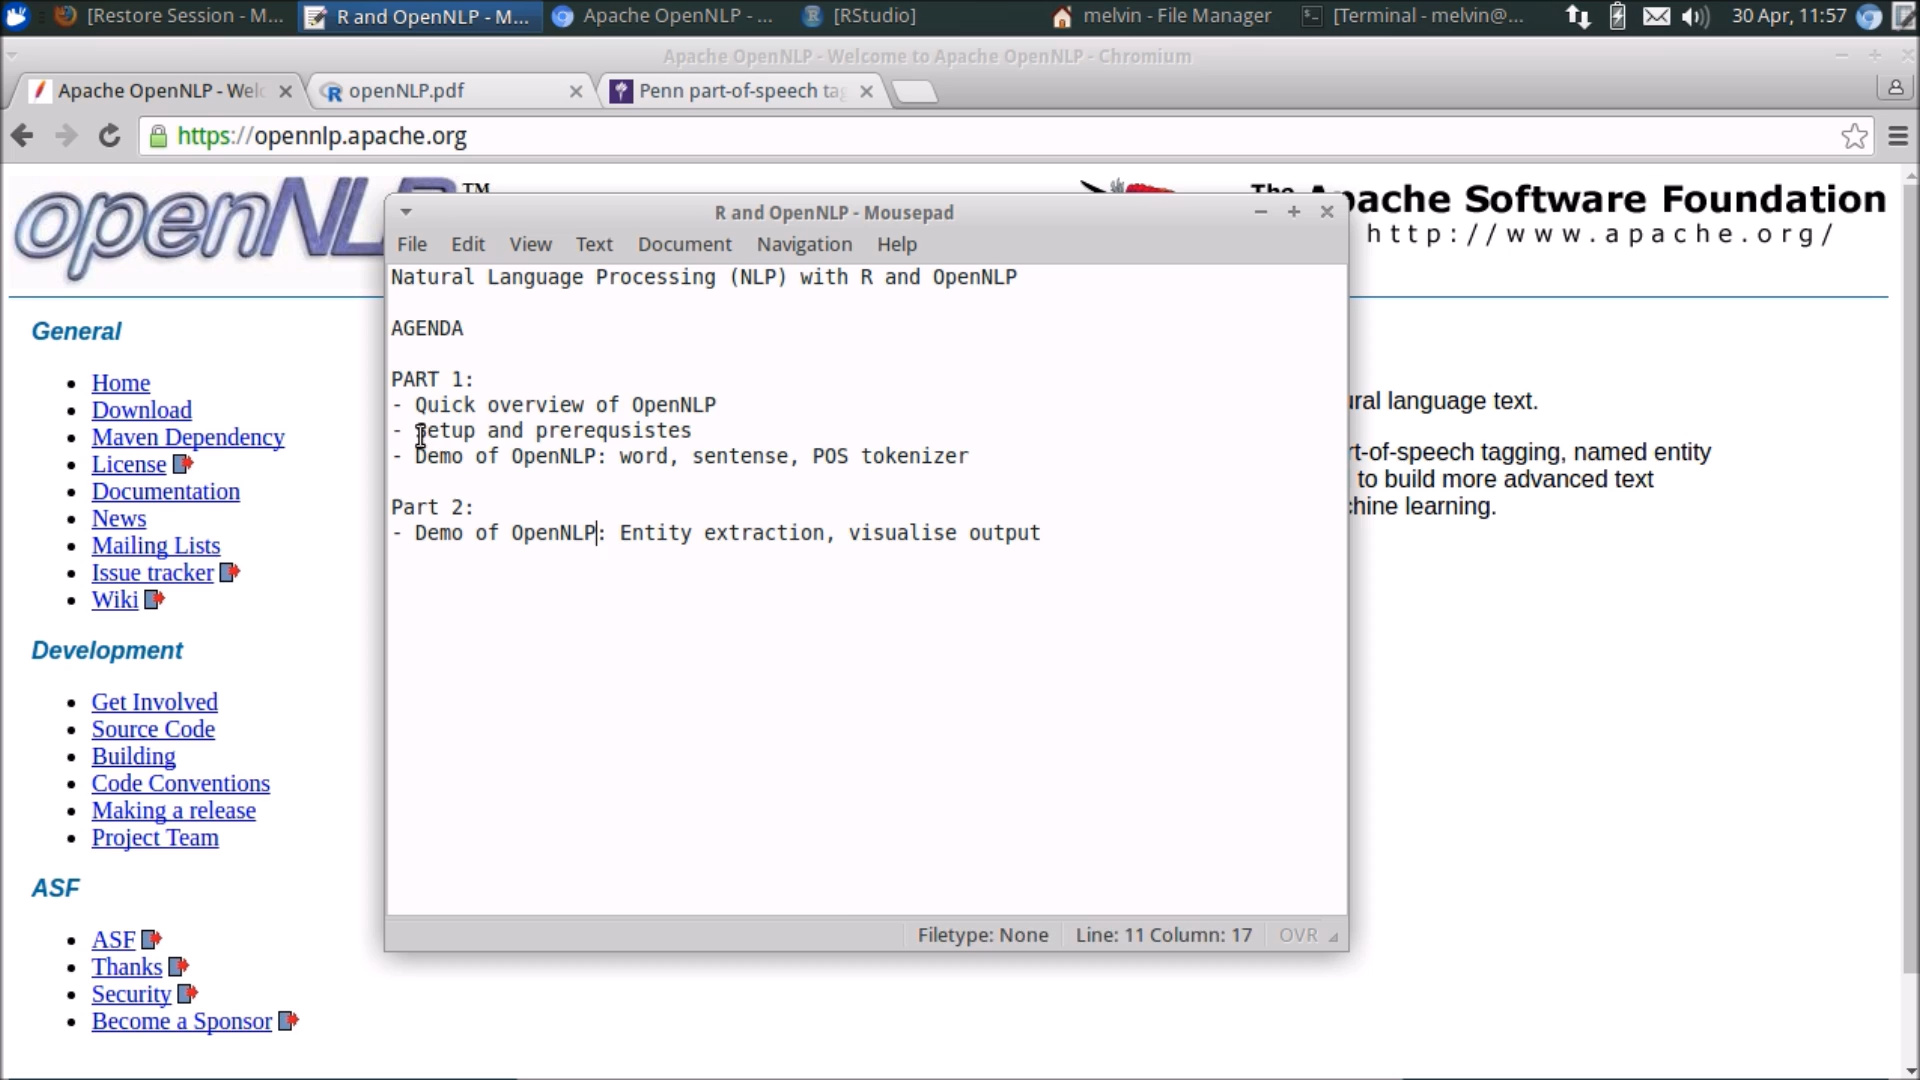 [Restore Session - M...
R and OpenNLP - M...
Apache OpenNLP - ...
[RStudio]
melvin - File Manager
[Terminal - melvin@...
30 Apr, 11:57
Apache OpenNLP - Welcome to Apache OpenNLP - Chromium
Apache OpenNLP - Welc
openNLP.pdf
Penn part-of-speech tag
https://opennlp.apache.org
openNL
TM
The Apache Software Foundation
http://www.apache.org/
R and OpenNLP - Mousepad
File Edit View Text Document Navigation Help
Natural Language Processing (NLP) with R and OpenNLP
AGENDA
PART 1:
- Quick overview of OpenNLP
- Setup and prerequsistes
- Demo of OpenNLP: word, sentense, POS tokenizer
Part 2:
- Demo of OpenNLP: Entity extraction, visualise output
Filetype: None
Line: 11 Column: 17
OVR
General
Home
Download
Maven Dependency
License
Documentation
News
Mailing Lists
Issue tracker
Wiki
Development
Get Involved
Source Code
Building
Code Conventions
Making a release
Project Team
ASF
ASF
Thanks
Security
Become a Sponsor
ural language text.
rt-of-speech tagging, named entity
to build more advanced text
chine learning.